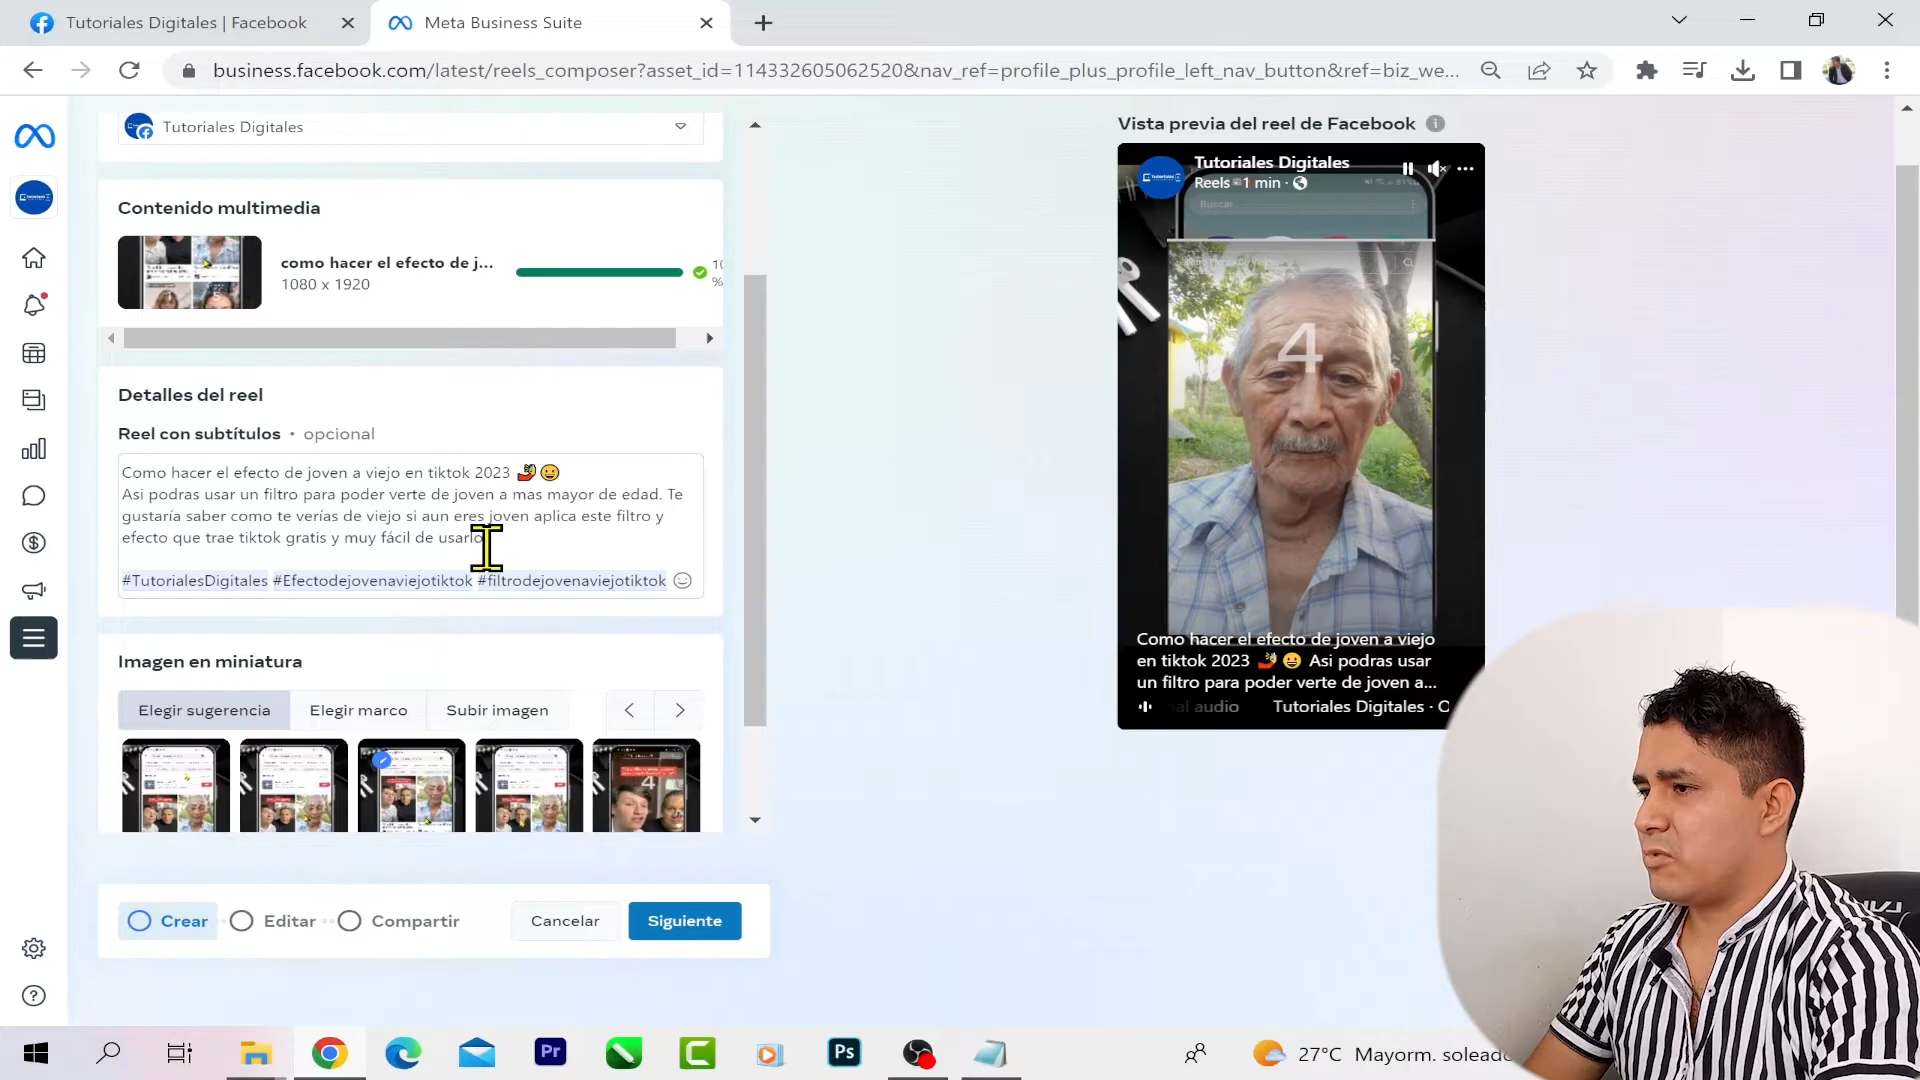 Tutoriales Digitales | Facebook
Meta Business Suite
business.facebook.com/latest/reels_composer?asset_id=114332605062520&nav_ref=profile_plus_profile_left_nav_button&ref=biz_we...
Tutoriales Digitales
Contenido multimedia
como hacer el efecto de j...
1080 x 1920
%
Detalles del reel
Reel con subtítulos • opcional
Como hacer el efecto de joven a viejo en tiktok 2023
Asi podras usar un filtro para poder verte de joven a mas mayor de edad. Te
gustaría saber como te verías de viejo si aun eres joven aplica este filtro y
efecto que trae tiktok gratis y muy fácil de usarlo
#TutorialesDigitales #Efectodejovenaviejotiktok #filtrodejovenaviejotiktok
Imagen en miniatura
Elegir sugerencia
Elegir marco
Subir imagen
Crear
Editar
Compartir
Cancelar
Siguiente
Vista previa del reel de Facebook
Tutoriales Digitales
Reels · 1 min ·
Buscar
4
Como hacer el efecto de joven a viejo
en tiktok 2023 Asi podras usar
un filtro para poder verte de joven a...
al audio Tutoriales Digitales ·
Pr
Ps
27°C Mayorm. soleado